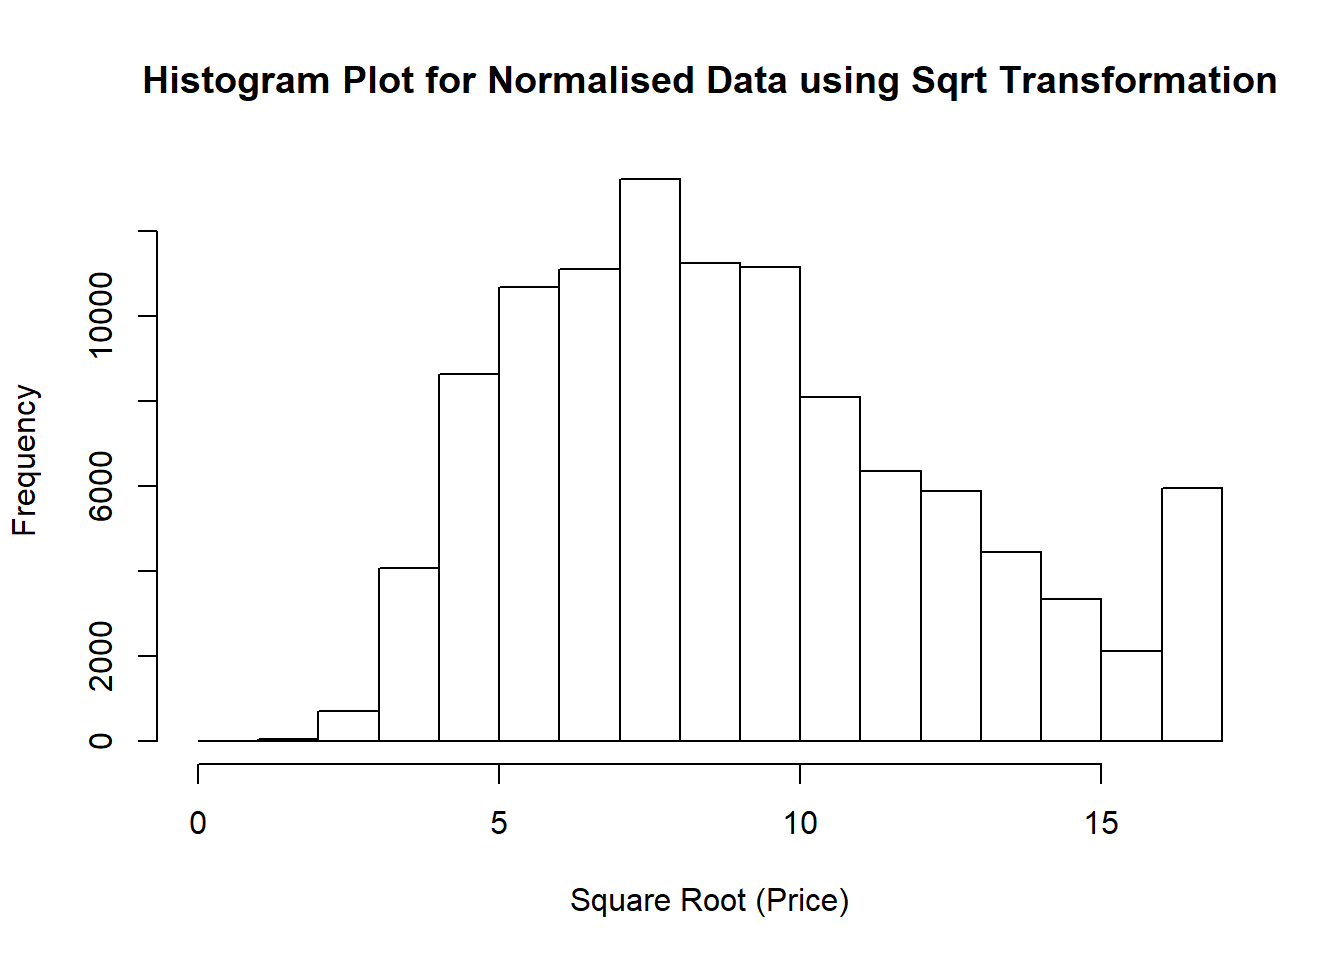 Histogram Plot for Normalised Data using Sqrt Transformation
Frequency
10000
6000
2000
0
0 5 10 15
Square Root (Price)